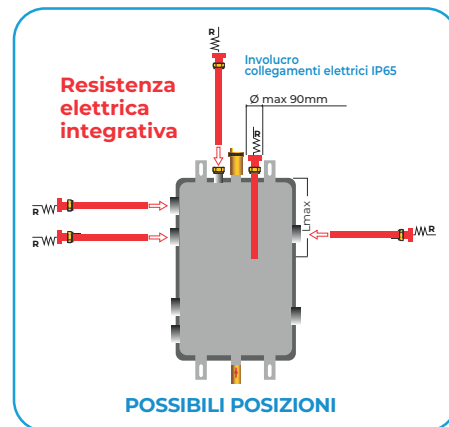 R
Involucro
collegamenti elettrici IP65
Resistenza
elettrica
integrativa
Ø max 90mm
R
Lmax
R
R
R
POSSIBILI POSIZIONI